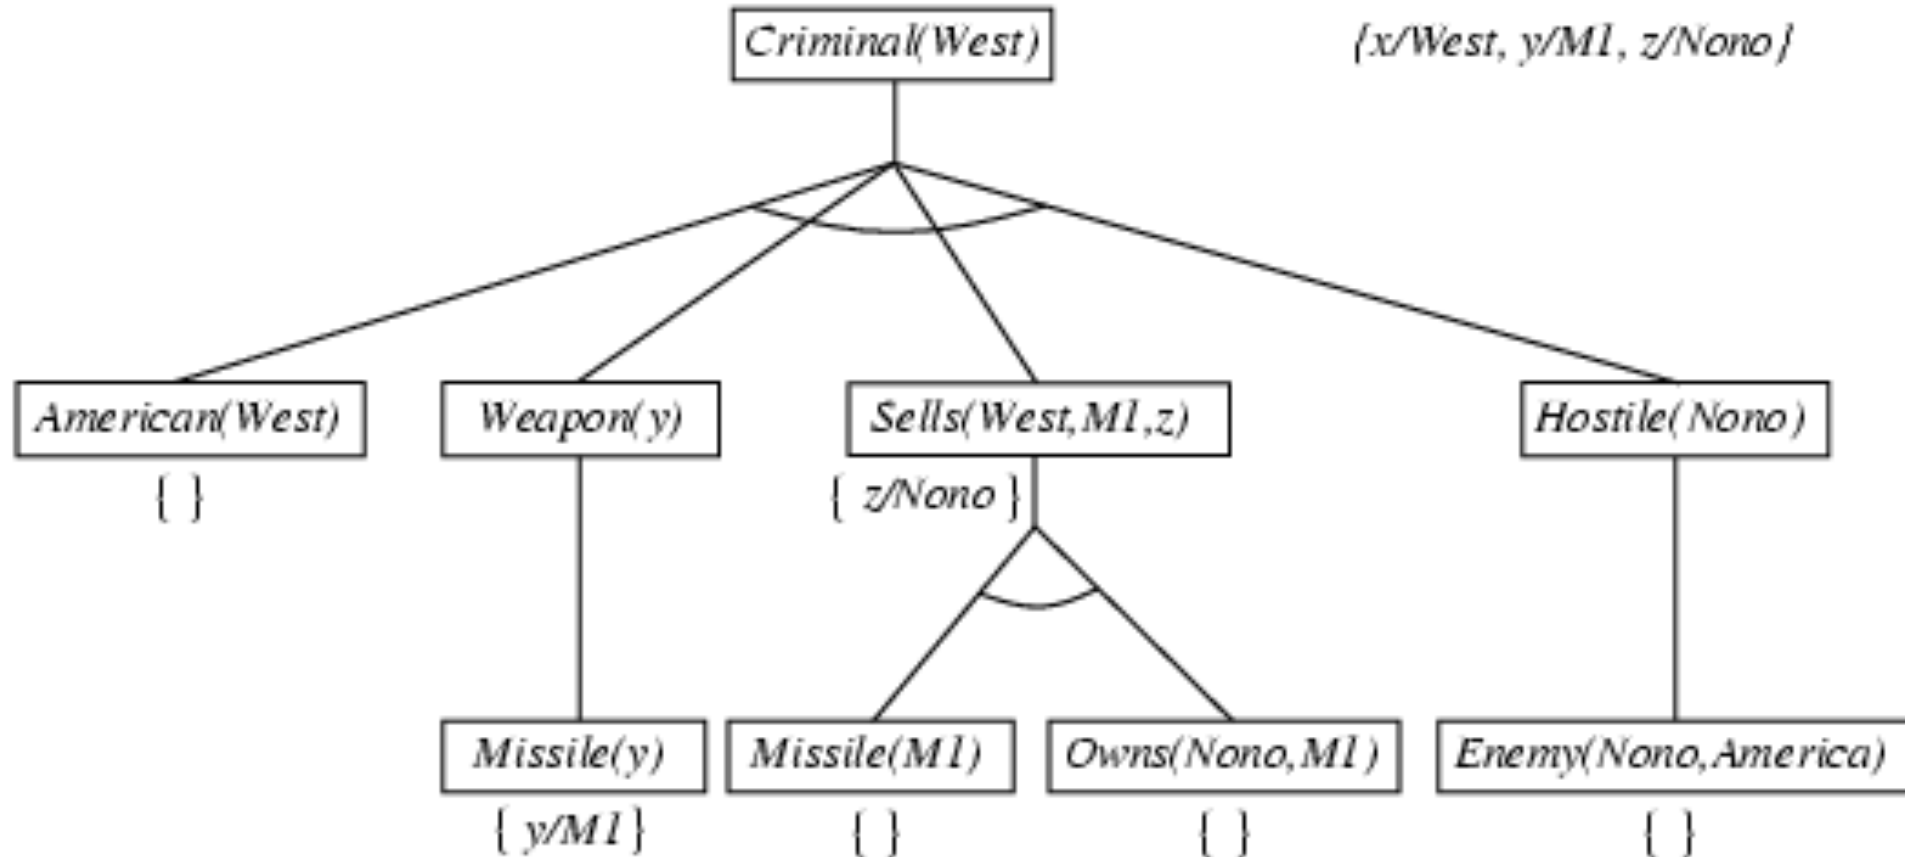 Criminal(West)
{x/West, y/M1, z/Nono}
American(West)
Weapon(y)
Sells(West,M1,z)
Hostile(Nono)
{ }
{ z/Nono }
Missile(y)
Missile(M1)
Owns(Nono,M1)
Enemy(Nono,America)
{ y/M1 }
{ }
{ }
{ }